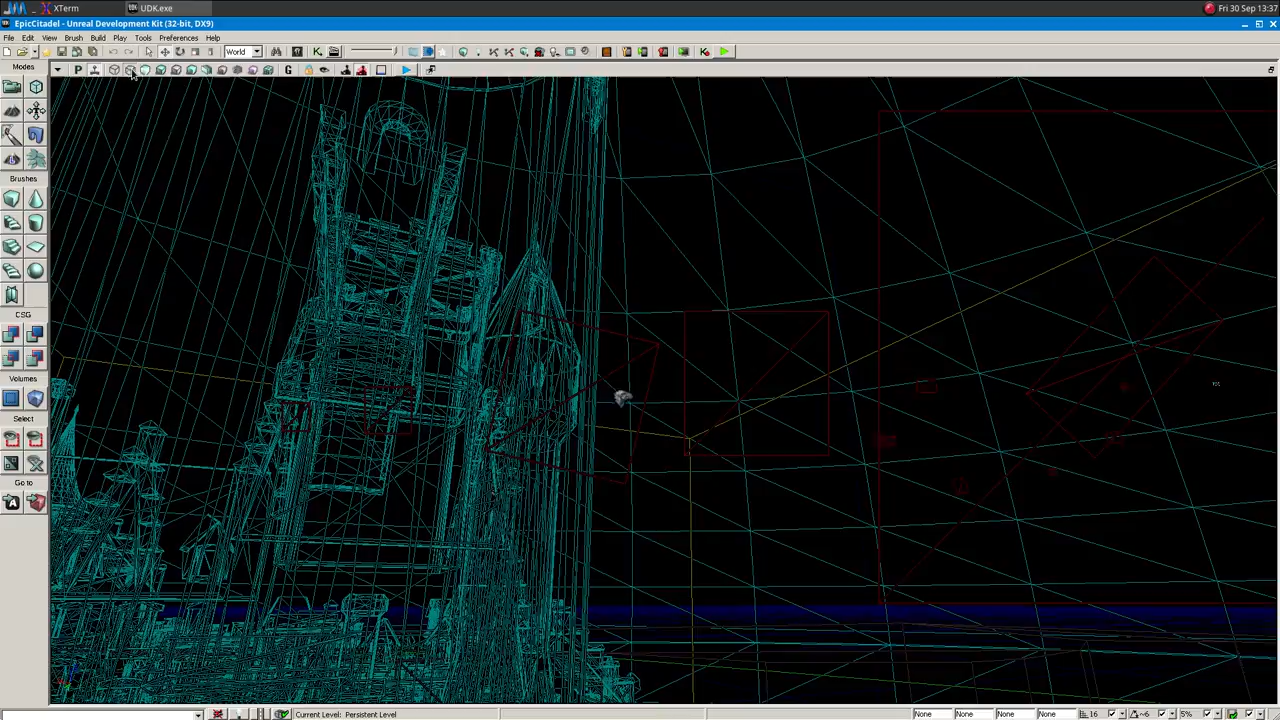 XTerm
UDK.exe
Fri 30 Sep 13:37
EpicCitadel - Unreal Development Kit (32-bit, DX9)
File Edit View Brush Build Play Tools Preferences Help
World
Modes
P
G
Brushes
CSG
Volumes
Select
Go to
Current Level: Persistent Level
None
None
None
None
16
5%